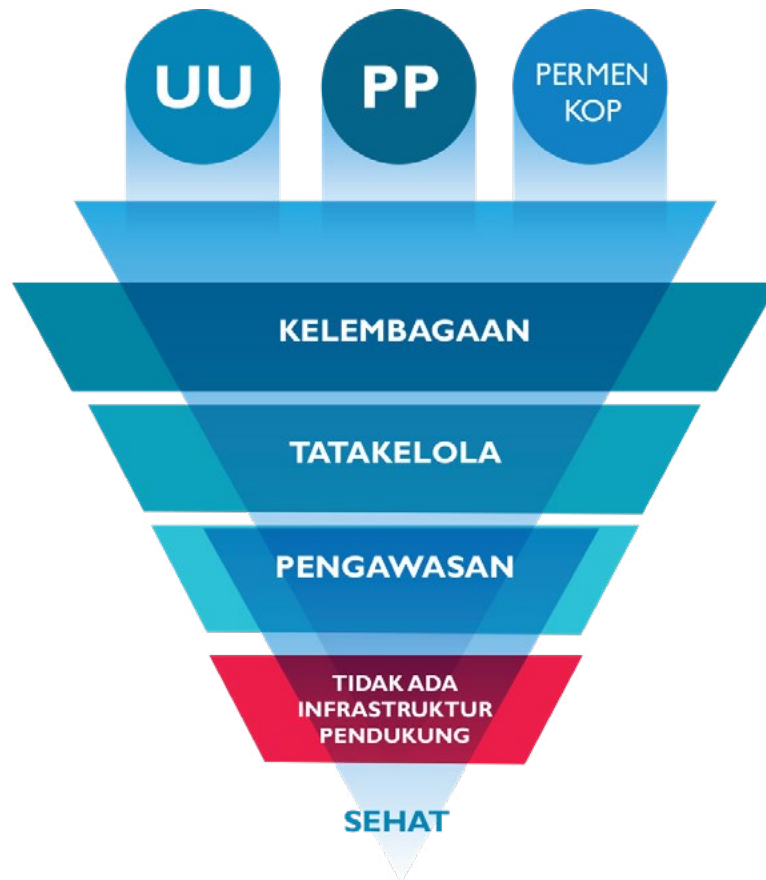 UU
PP
PERMEN
KOP
KELEMBAGAAN
TATAKELOLA
PENGAWASAN
TIDAK ADA
INFRASTRUKTUR
PENDUKUNG
SEHAT